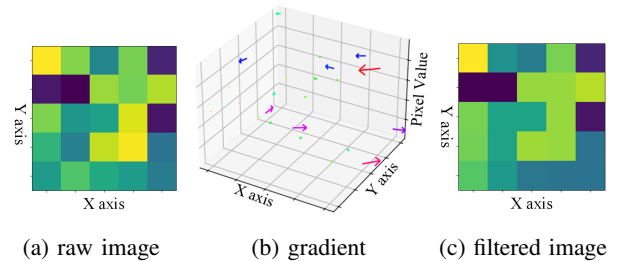 Y axis
X axis
X axis
Y axis
Pixel Value
Y axis
X axis
(a) raw image
(b) gradient
(c) filtered image